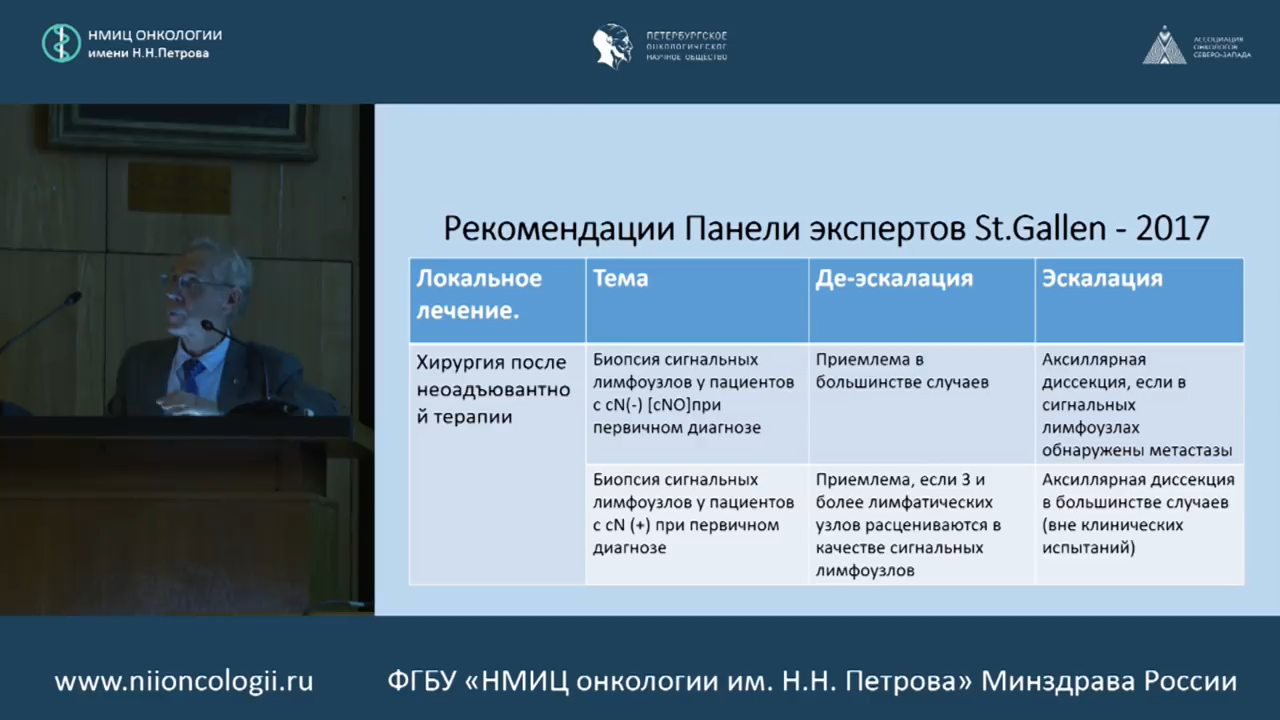 НМИЦ ОНКОЛОГИИ
имени Н.Н.Петрова
ПЕТЕРБУРГСКОЕ
ОНКОЛОГИЧЕСКОЕ
НАУЧНОЕ ОБЩЕСТВО
АССОЦИАЦИЯ
ОНКОЛОГОВ
СЕВЕРО-ЗАПАДА
Рекомендации Панели экспертов St.Gallen - 2017
Локальное
лечение.
Тема
Де-эскалация
Эскалация
Хирургия после
неоадъювантно
й терапии
Биопсия сигнальных
лимфоузлов у пациентов
с cN(-) [cNO]при
первичном диагнозе
Приемлема в
большинстве случаев
Аксиллярная
диссекция, если в
сигнальных
лимфоузлах
обнаружены метастазы
Биопсия сигнальных
лимфоузлов у пациентов
с cN (+) при первичном
диагнозе
Приемлема, если 3 и
более лимфатических
узлов расцениваются в
качестве сигнальных
лимфоузлов
Аксиллярная диссекция
в большинстве случаев
(вне клинических
испытаний)
www.niioncologii.ru
ФГБУ «НМИЦ онкологии им. Н.Н. Петрова» Минздрава России